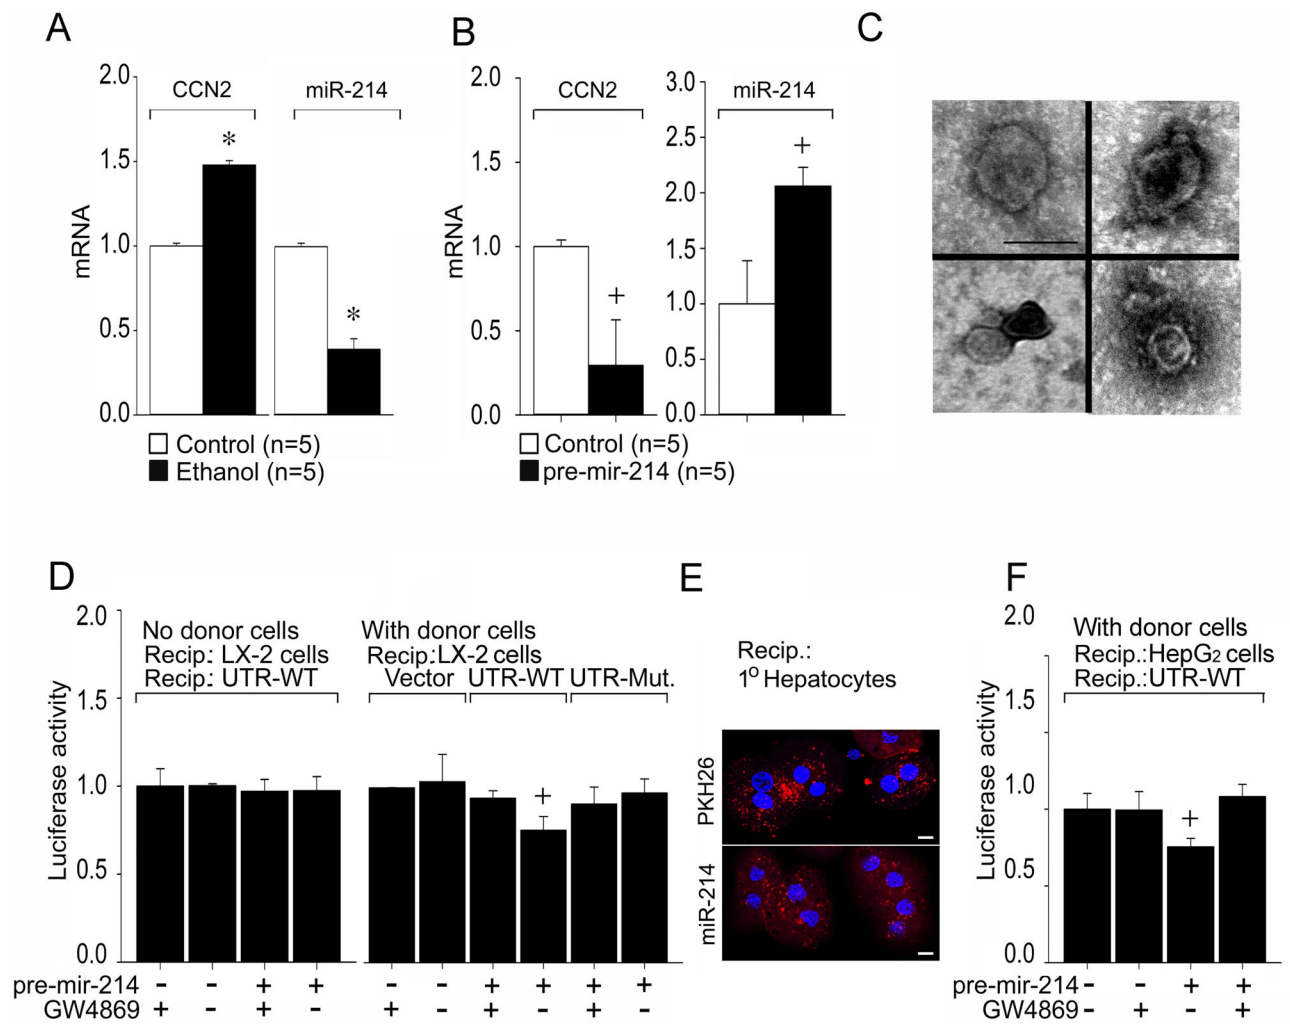 A
2.0
1.5
1.0
0.5
0.0
mRNA
CCN2
miR-214
*
*
Control (n=5)
Ethanol (n=5)
B
2.0
1.5
1.0
0.5
0.0
mRNA
CCN2
+
3.0
2.5
2.0
1.5
1.0
0.5
0.0
miR-214
+
Control (n=5)
pre-mir-214 (n=5)
C
D
2.0
1.5
1.0
0.5
0.0
Luciferase activity
No donor cells
Recip.: LX-2 cells
Recip.: UTR-WT
With donor cells
Recip.:LX-2 cells
Vector UTR-WT UTR-Mut.
+
pre-mir-214 - - + + - - + + + +
GW4869 + - + - + - + - + -
E
Recip.:
1º Hepatocytes
PKH26
miR-214
F
2.0
1.5
1.0
0.5
0.0
Luciferase activity
With donor cells
Recip.:HepG2 cells
Recip.:UTR-WT
+
pre-mir-214 - - + +
GW4869 - + - +